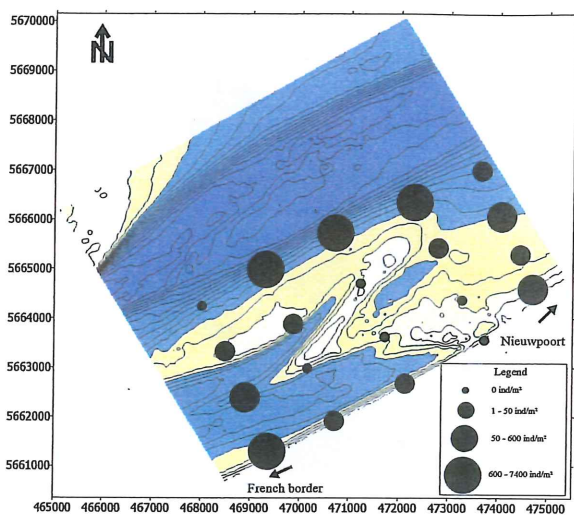 5670000
N
5669000
5668000
5667000
5666000
5665000
5664000
5663000
5662000
5661000
Nieuwpoort
Legend
0 ind/m²
1 - 50 ind/m²
50 - 600 ind/m²
600 - 7400 ind/m²
French border
465000 466000 467000 468000 469000 470000 471000 472000 473000 474000 475000